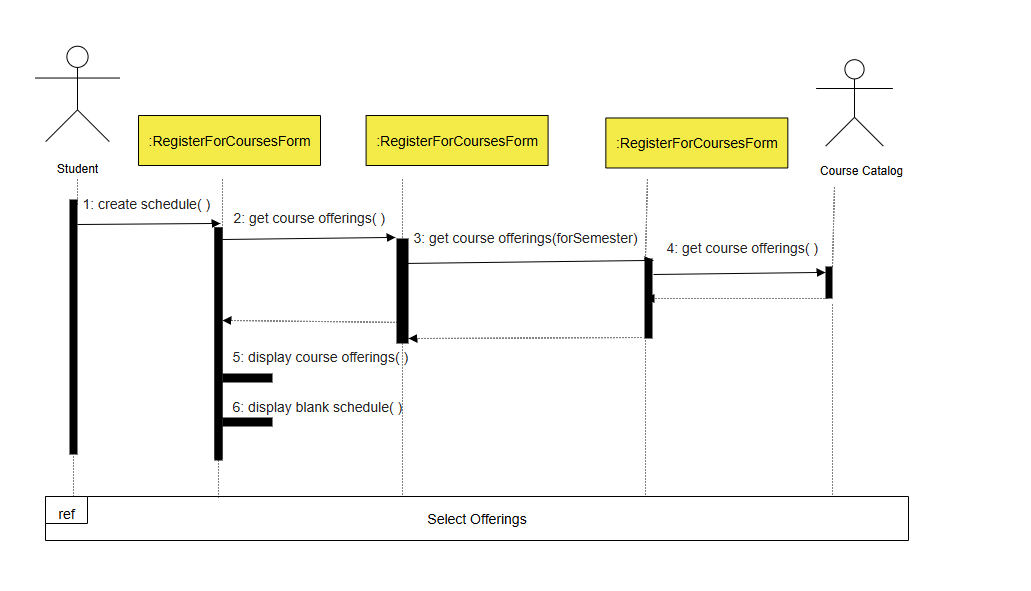 :RegisterForCoursesForm
:RegisterForCoursesForm
:RegisterForCoursesForm
Student
Course Catalog
1: create schedule( )
2: get course offerings( )
3: get course offerings(forSemester)
4: get course offerings( )
5: display course offerings( )
6: display blank schedule( )
ref
Select Offerings